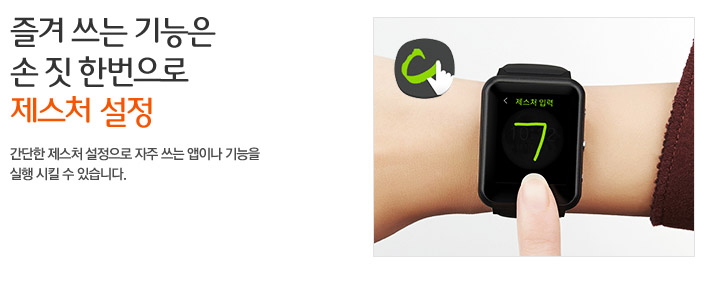 즐겨 쓰는 기능은
손 짓 한번으로
제스처 설정
간단한 제스처 설정으로 자주 쓰는 앱이나 기능을
실행 시킬 수 있습니다.
< 제스처 입력
7